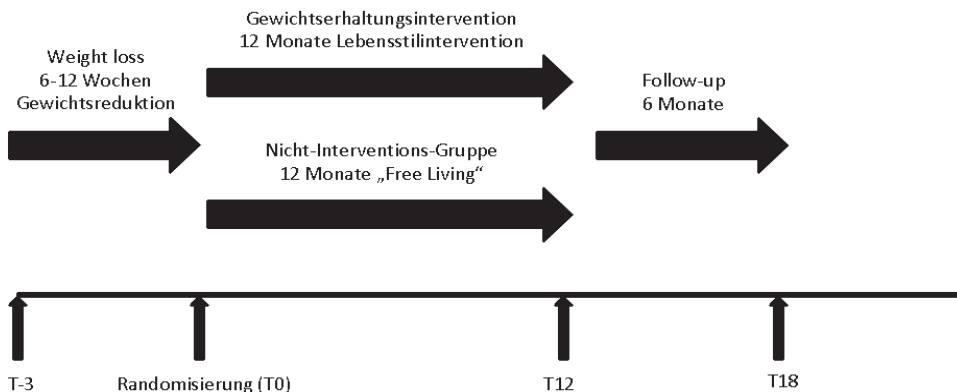 Weight loss
6-12 Wochen
Gewichtsreduktion
Gewichtserhaltungsintervention
12 Monate Lebensstilintervention
Nicht-Interventions-Gruppe
12 Monate „Free Living“
Follow-up
6 Monate
T-3
Randomisierung (T0)
T12
T18